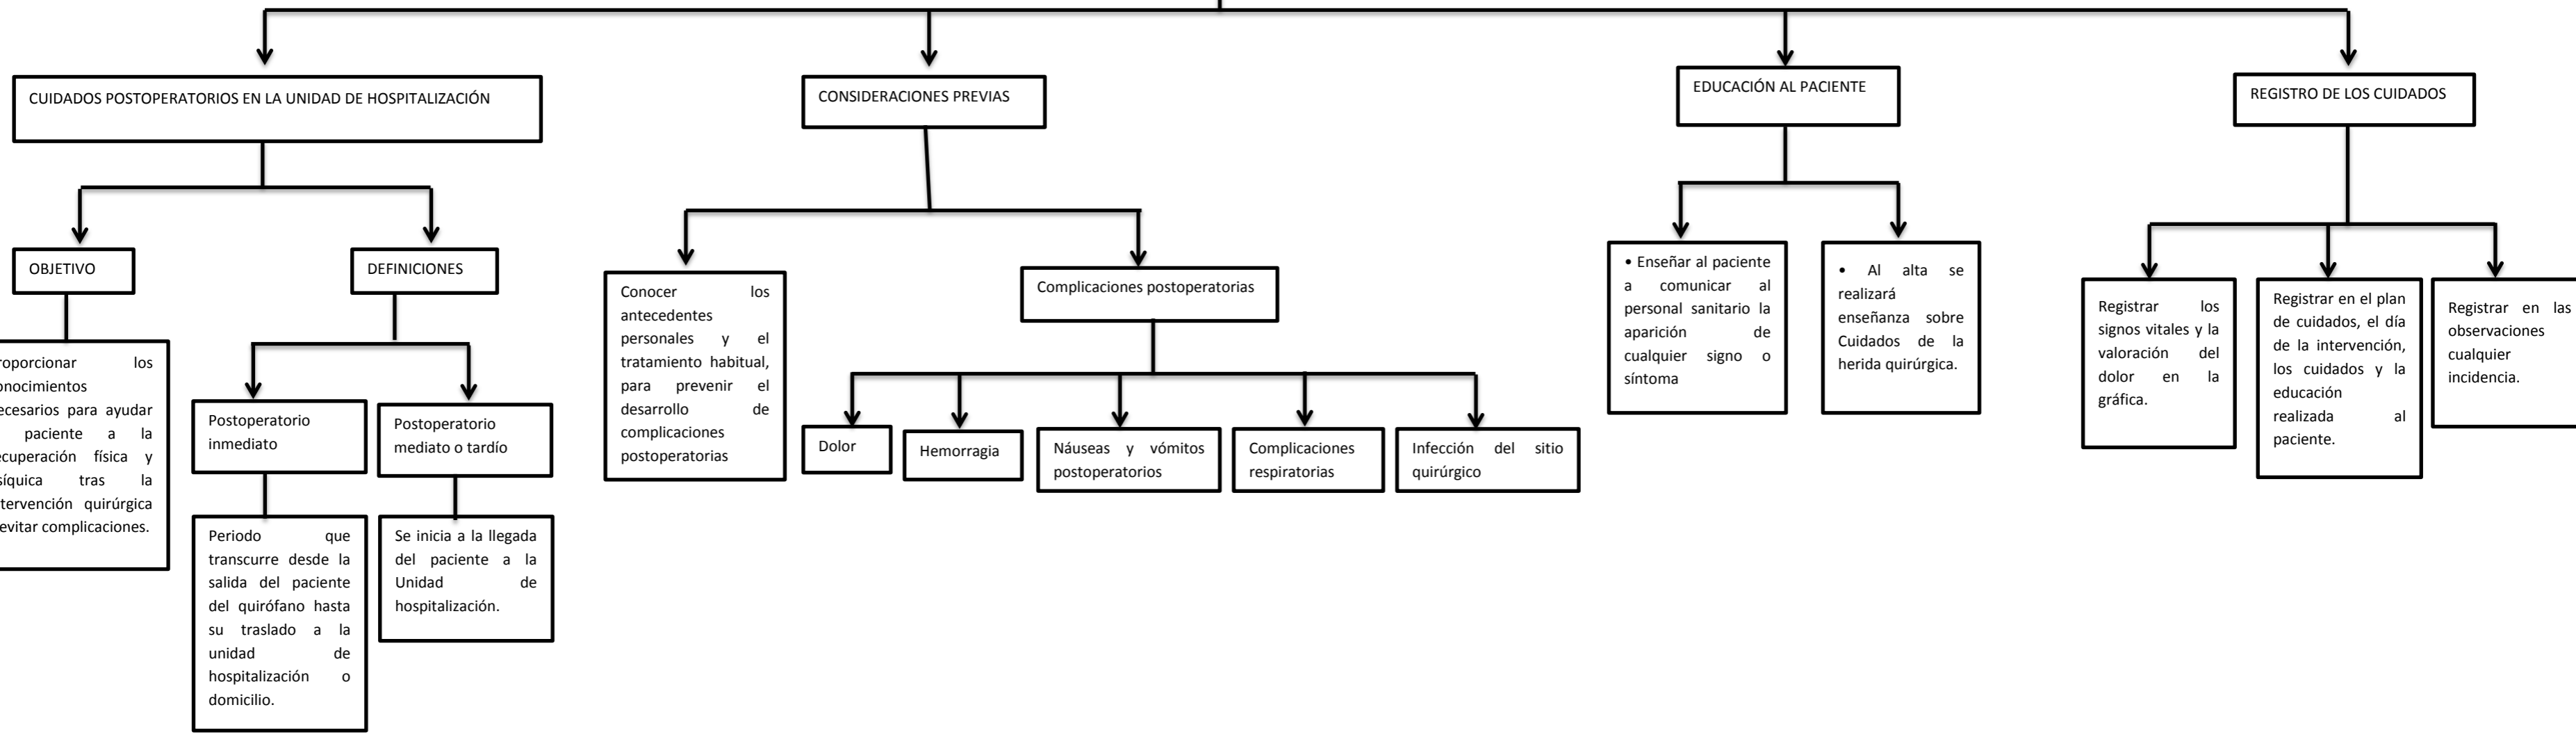 CUIDADOS POSTOPERATORIOS EN LA UNIDAD DE HOSPITALIZACIÓN
OBJETIVO
los
para ayudar
paciente a la
física y
tras la
quirúrgica
evitar complicaciones.
DEFINICIONES
Postoperatorio
inmediato
Periodo que
transcurre desde la
salida del paciente
del quirófano hasta
su traslado a la
unidad de
hospitalización o
domicilio.
Postoperatorio
mediato o tardío
Se inicia a la llegada
del paciente a la
Unidad de
hospitalización.
CONSIDERACIONES PREVIAS
Conocer los
antecedentes
personales y el
tratamiento habitual,
para prevenir el
desarrollo de
complicaciones
postoperatorias
Complicaciones postoperatorias
Dolor
Hemorragia
Náuseas y vómitos
postoperatorios
Complicaciones
respiratorias
Infección del sitio
quirúrgico
EDUCACIÓN AL PACIENTE
• Enseñar al paciente
a comunicar al
personal sanitario la
aparición de
cualquier signo o
síntoma
• Al alta se
realizará
enseñanza sobre
Cuidados de la
herida quirúrgica.
REGISTRO DE LOS CUIDADOS
Registrar los
signos vitales y la
valoración del
dolor en la
gráfica.
Registrar en el plan
de cuidados, el día
de la intervención,
los cuidados y la
educación
realizada al
paciente.
Registrar en las
observaciones
cualquier
incidencia.